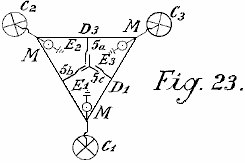 C2
C3
M D3 M
E2 5a E3
5b 5c
E1 D1
M
C1
Fig. 23.